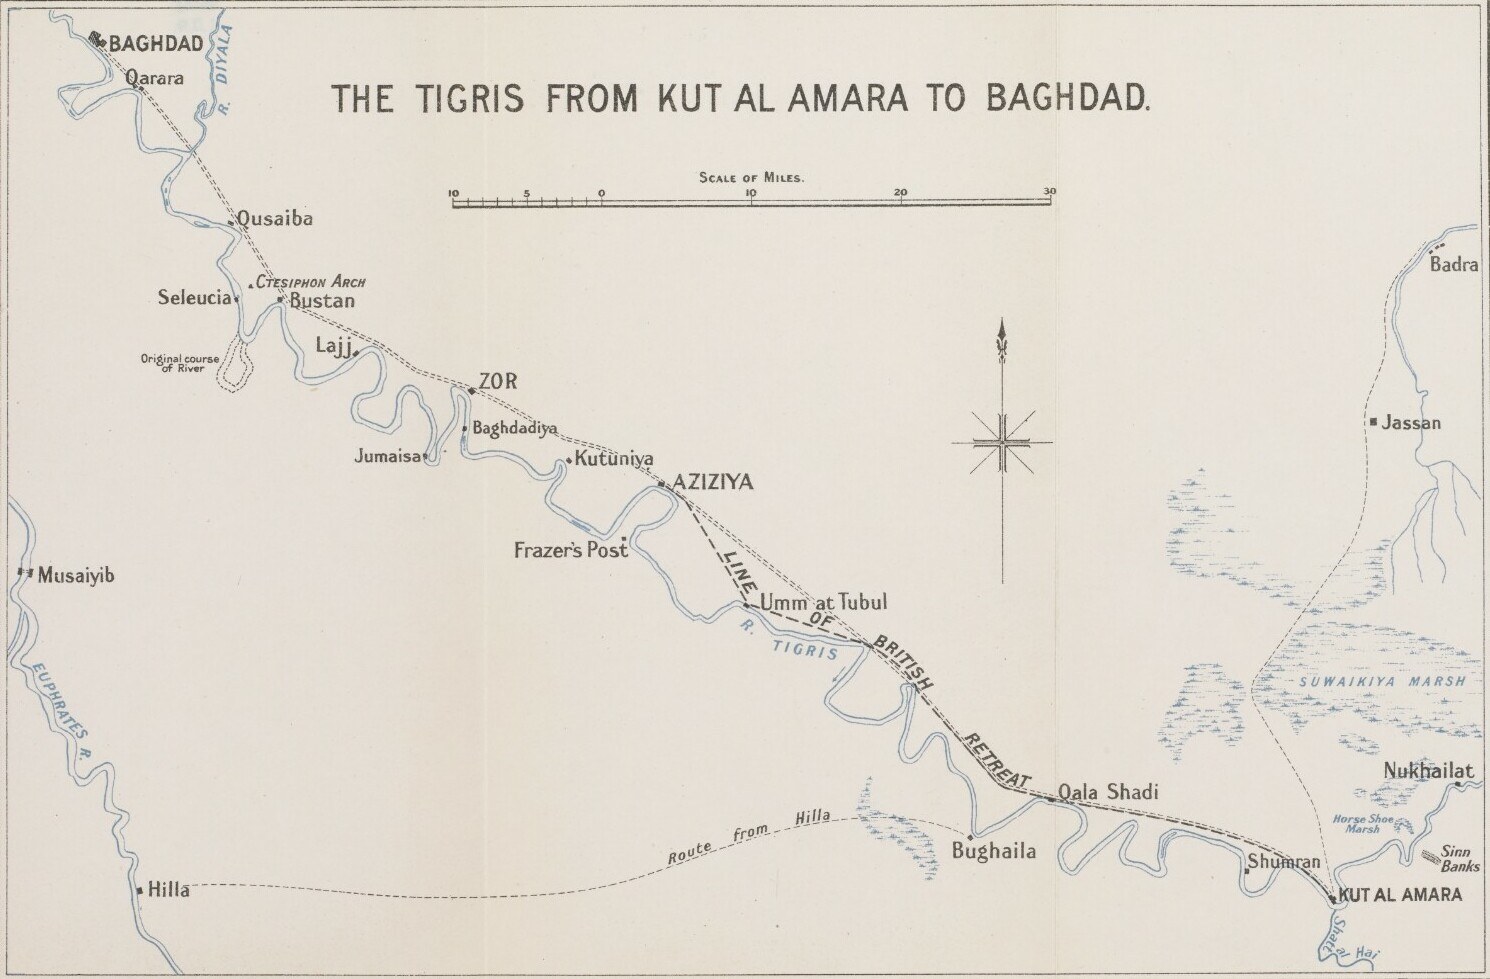 THE TIGRIS FROM KUT AL AMARA TO BAGHDAD.
SCALE OF MILES.
10 5 0 10 20 30
BAGHDAD
Qarara
R. DIYALA
Qusaiba
CTESIPHON ARCH
Seleucia
Bustan
Badra
Lajj
Original course
of River
ZOR
Baghdadiya
Jassan
Jumaisa
Kutuniya
AZIZIYA
Frazer's Post
Musaiyib
LINE OF BRITISH RETREAT
Umm at Tubul
R. TIGRIS
EUPHRATES R.
SUWAIKIYA MARSH
Nukhailat
Qala Shadi
Horse Shoe
Marsh
Route from Hilla
Bughaila
Sinn
Banks
Shumran
Hilla
KUT AL AMARA
Shatt al Hai